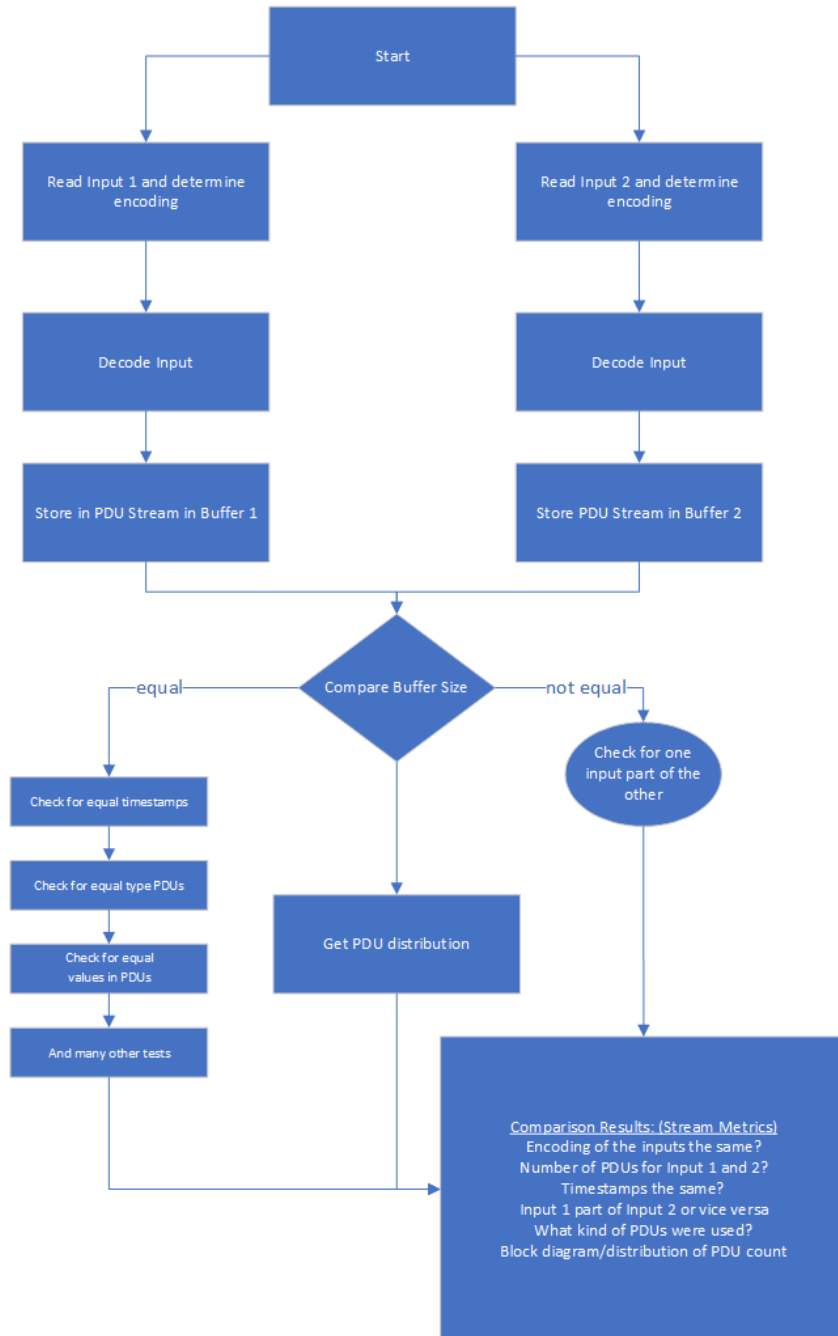 Start
Read Input 1 and determine
encoding
Read Input 2 and determine
encoding
Decode Input
Decode Input
Store in PDU Stream in Buffer 1
Store PDU Stream in Buffer 2
Compare Buffer Size
equal
not equal
Check for one
input part of the
other
Check for equal timestamps
Check for equal type PDUs
Check for equal
values in PDUs
And many other tests
Get PDU distribution
Comparison Results: (Stream Metrics)
Encoding of the inputs the same?
Number of PDUs for Input 1 and 2?
Timestamps the same?
Input 1 part of Input 2 or vice versa
What kind of PDUs were used?
Block diagram/distribution of PDU count